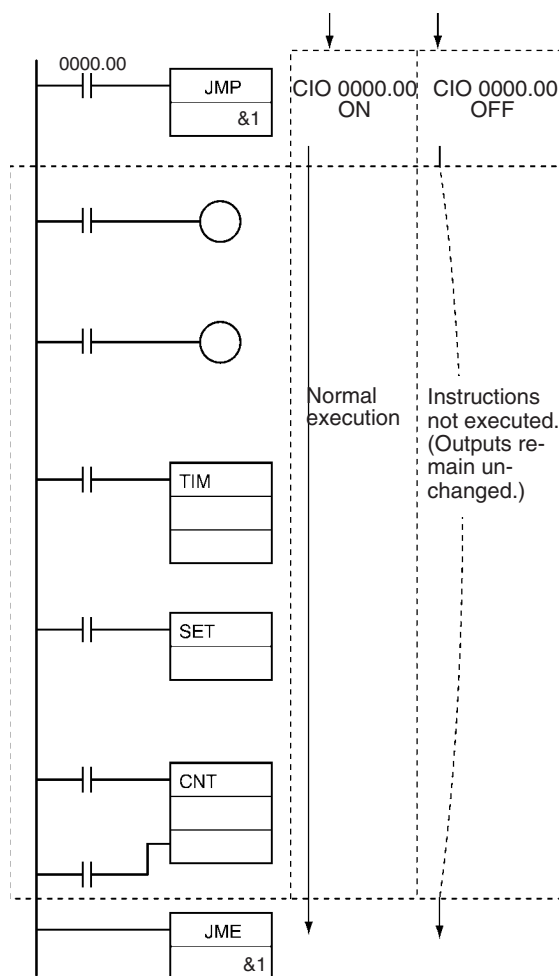 0000.00
JMP
&1
CIO 0000.00
ON
CIO 0000.00
OFF
Normal
execution
Instructions
not executed.
(Outputs re-
main un-
changed.)
TIM
SET
CNT
JME
&1